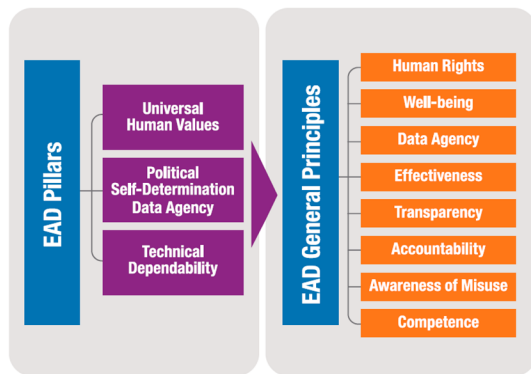 EAD Pillars
Universal
Human Values
Political
Self-Determination
Data Agency
Technical
Dependability
EAD General Principles
Human Rights
Well-being
Data Agency
Effectiveness
Transparency
Accountability
Awareness of Misuse
Competence